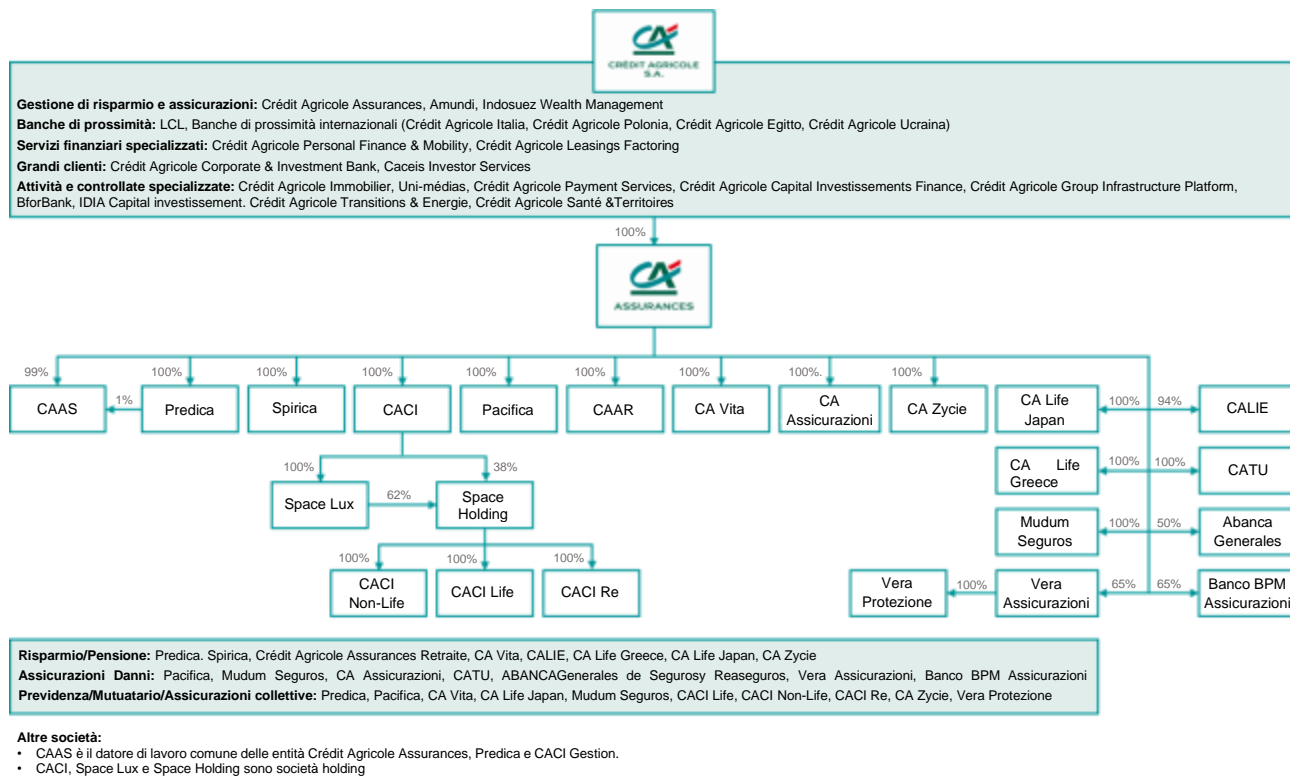 CRÉDIT AGRICOLE
S.A.
Gestione di risparmio e assicurazioni: Crédit Agricole Assurances, Amundi, Indosuez Wealth Management
Banche di prossimità: LCL, Banche di prossimità internazionali (Crédit Agricole Italia, Crédit Agricole Polonia, Crédit Agricole Egitto, Crédit Agricole Ucraina)
Servizi finanziari specializzati: Crédit Agricole Personal Finance & Mobility, Crédit Agricole Leasings Factoring
Grandi clienti: Crédit Agricole Corporate & Investment Bank, Caceis Investor Services
Attività e controllate specializzate: Crédit Agricole Immobilier, Uni-médias, Crédit Agricole Payment Services, Crédit Agricole Capital Investissements Finance, Crédit Agricole Group Infrastructure Platform,
BforBank, IDIA Capital investissement. Crédit Agricole Transitions & Energie, Crédit Agricole Santé &Territoires
100%
ASSURANCES
99% 100% 100% 100% 100% 100% 100% 100%. 100%
CAAS 1% Predica Spirica CACI Pacifica CAAR CA Vita CA
Assicurazioni CA Zycie
CA Life
Japan 100% 94% CALIE
CA Life
Greece 100% 100% CATU
Mudum
Seguros 100% 50% Abanca
Generales
Vera
Protezione 100% Vera
Assicurazioni 65% 65% Banco BPM
Assicurazioni
100% 38%
Space Lux 62% Space
Holding
100% 100% 100%
CACI
Non-Life CACI Life CACI Re
Risparmio/Pensione: Predica. Spirica, Crédit Agricole Assurances Retraite, CA Vita, CALIE, CA Life Greece, CA Life Japan, CA Zycie
Assicurazioni Danni: Pacifica, Mudum Seguros, CA Assicurazioni, CATU, ABANCAGenerales de Segurosy Reaseguros, Vera Assicurazioni, Banco BPM Assicurazioni
Previdenza/Mutuatario/Assicurazioni collettive: Predica, Pacifica, CA Vita, CA Life Japan, Mudum Seguros, CACI Life, CACI Non-Life, CACI Re, CA Zycie, Vera Protezione
Altre società:
• CAAS è il datore di lavoro comune delle entità Crédit Agricole Assurances, Predica e CACI Gestion.
• CACI, Space Lux e Space Holding sono società holding